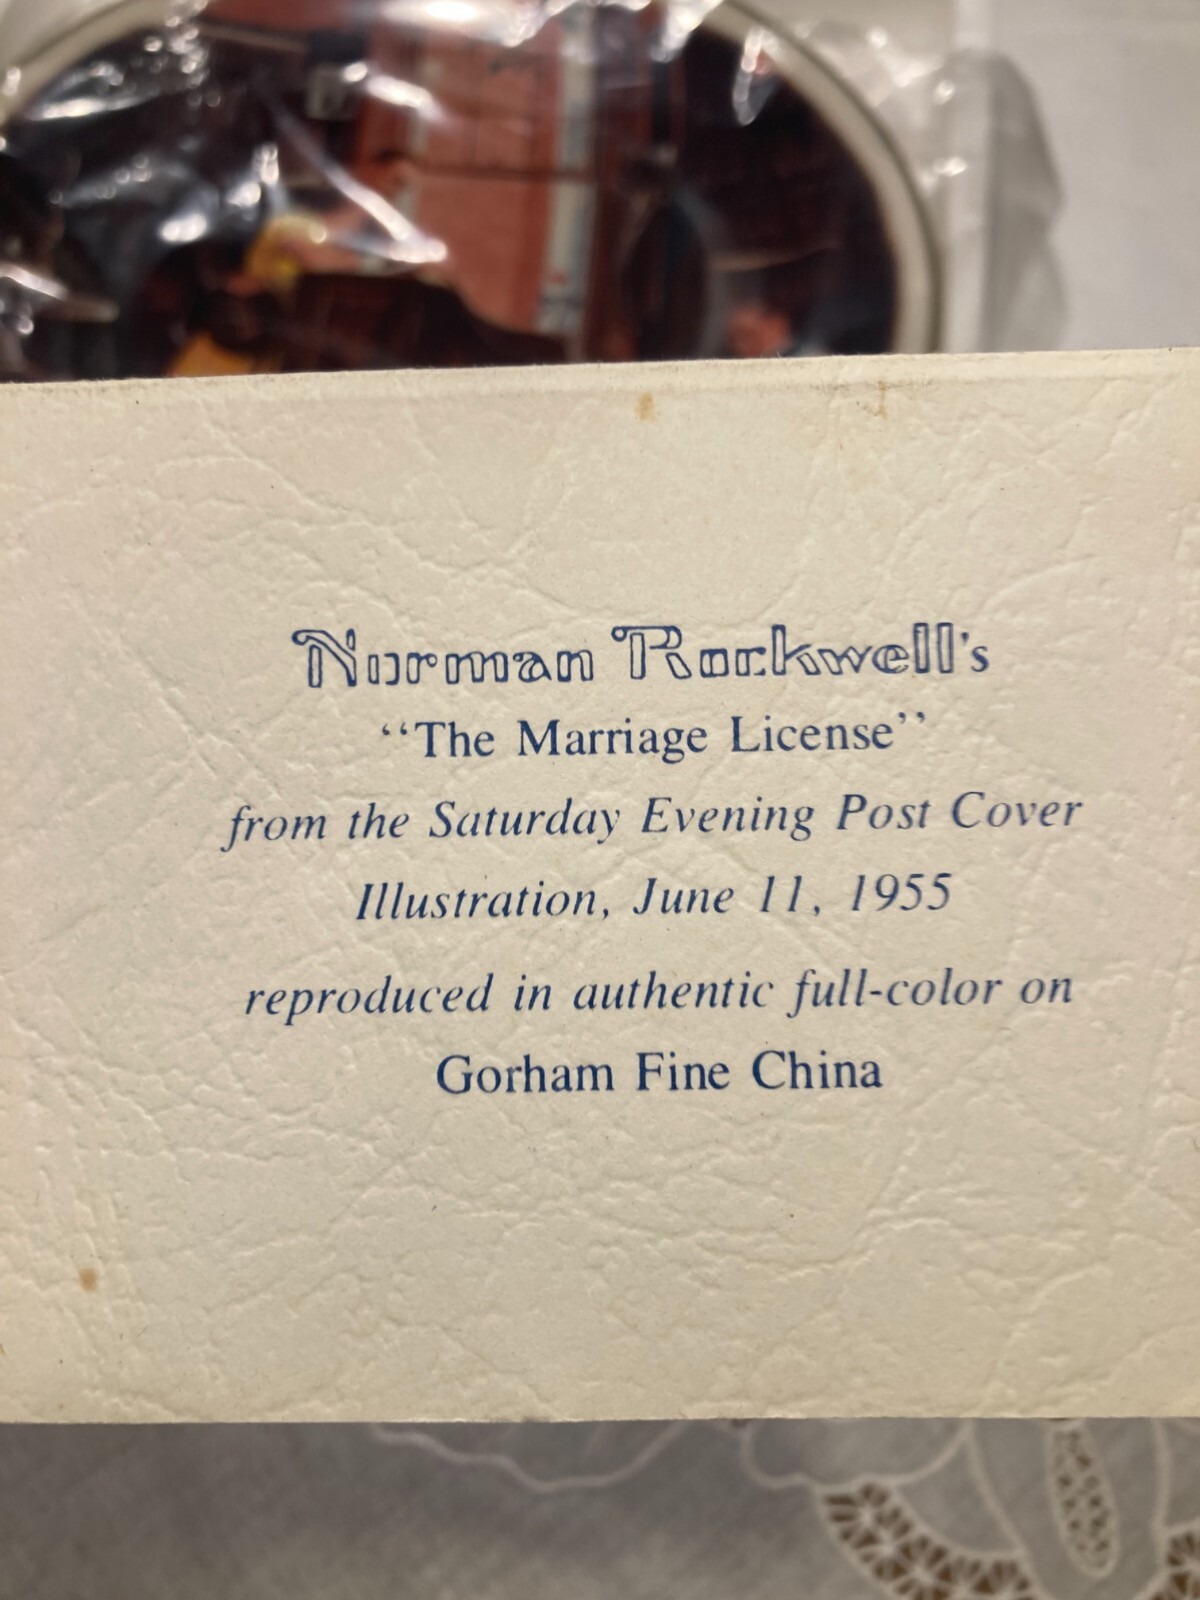 Norman Rockwell's
“The Marriage License”
from the Saturday Evening Post Cover
Illustration, June 11, 1955
reproduced in authentic full-color on
Gorham Fine China